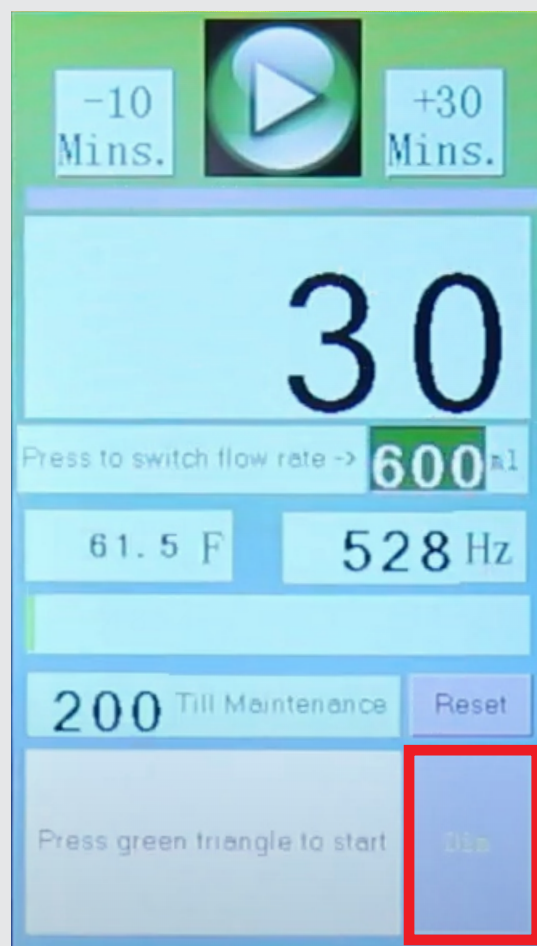 -10
Mins.
+30
Mins.
30
Press to switch flow rate -> 600 ml
61.5 F
528 Hz
200 Till Maintenance
Reset
Press green triangle to start
Dim